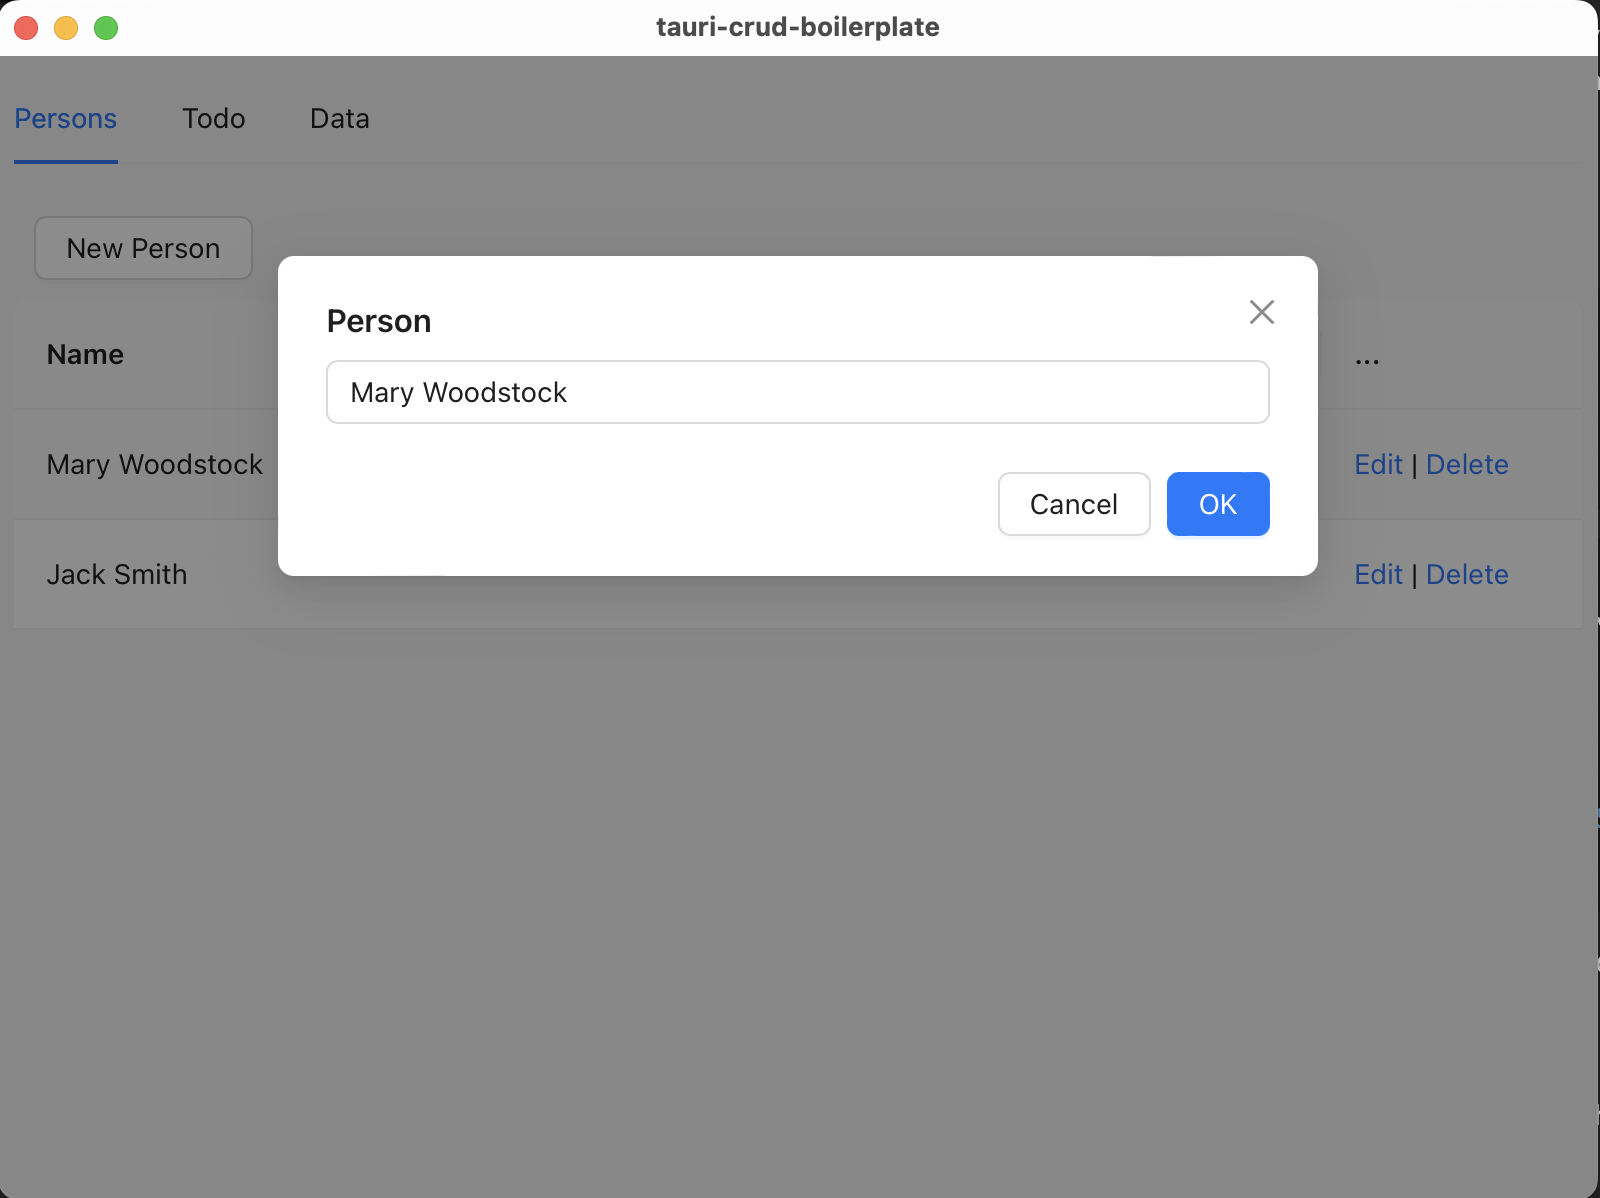 tauri-crud-boilerplate
Persons Todo Data
New Person
Person
Mary Woodstock
Cancel OK
Name ...
Mary Woodstock Edit | Delete
Jack Smith Edit | Delete